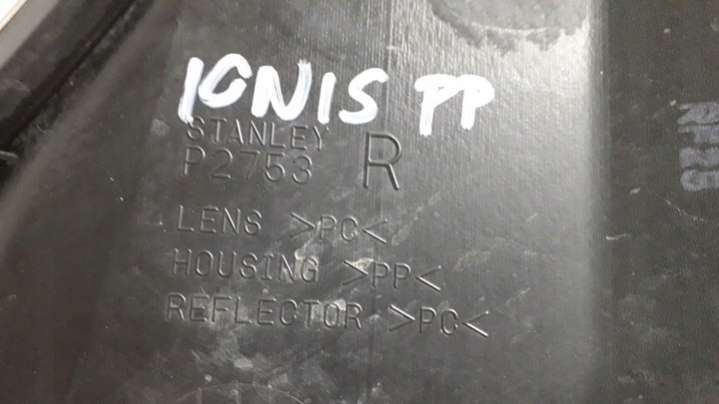 IGNIS PP
STANLEY
P2753 R
LENS >PC<
HOUSING >PP<
REFLECTOR >PC<